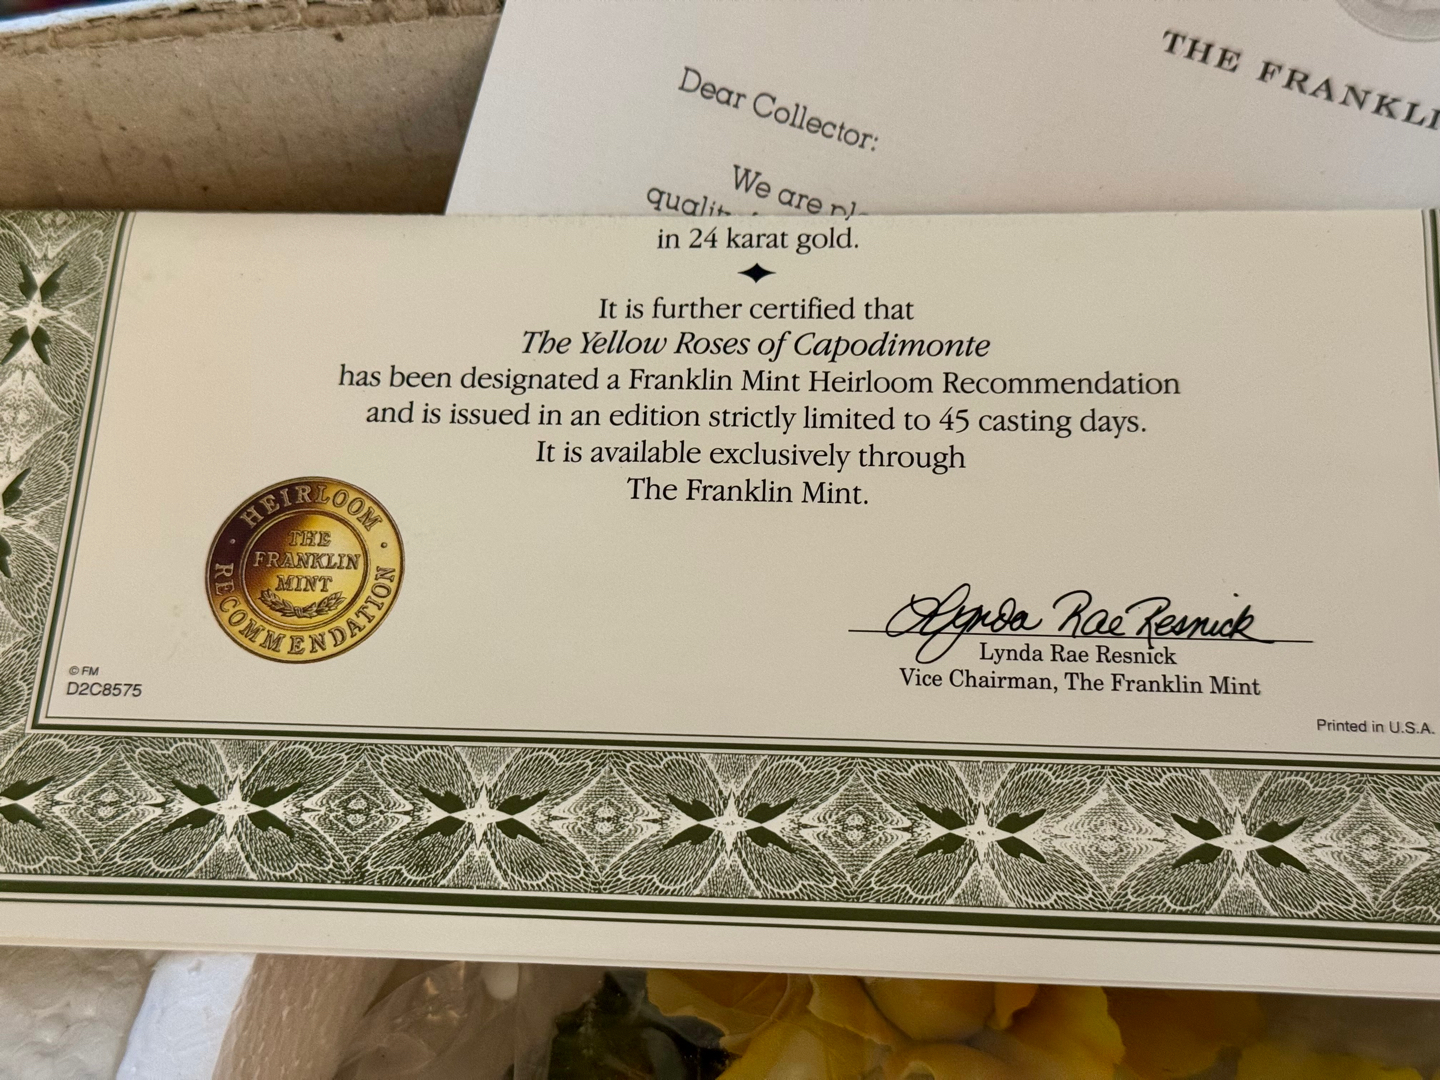 THE FRANKLI
Dear Collector:
We are pl
in 24 karat gold.
It is further certified that
The Yellow Roses of Capodimonte
has been designated a Franklin Mint Heirloom Recommendation
and is issued in an edition strictly limited to 45 casting days.
It is available exclusively through
The Franklin Mint.
HEIRLOOM
THE
FRANKLIN
MINT
RECOMMENDATION
Lynda Rae Resnick
Lynda Rae Resnick
Vice Chairman, The Franklin Mint
© FM
D2C8575
Printed in U.S.A.